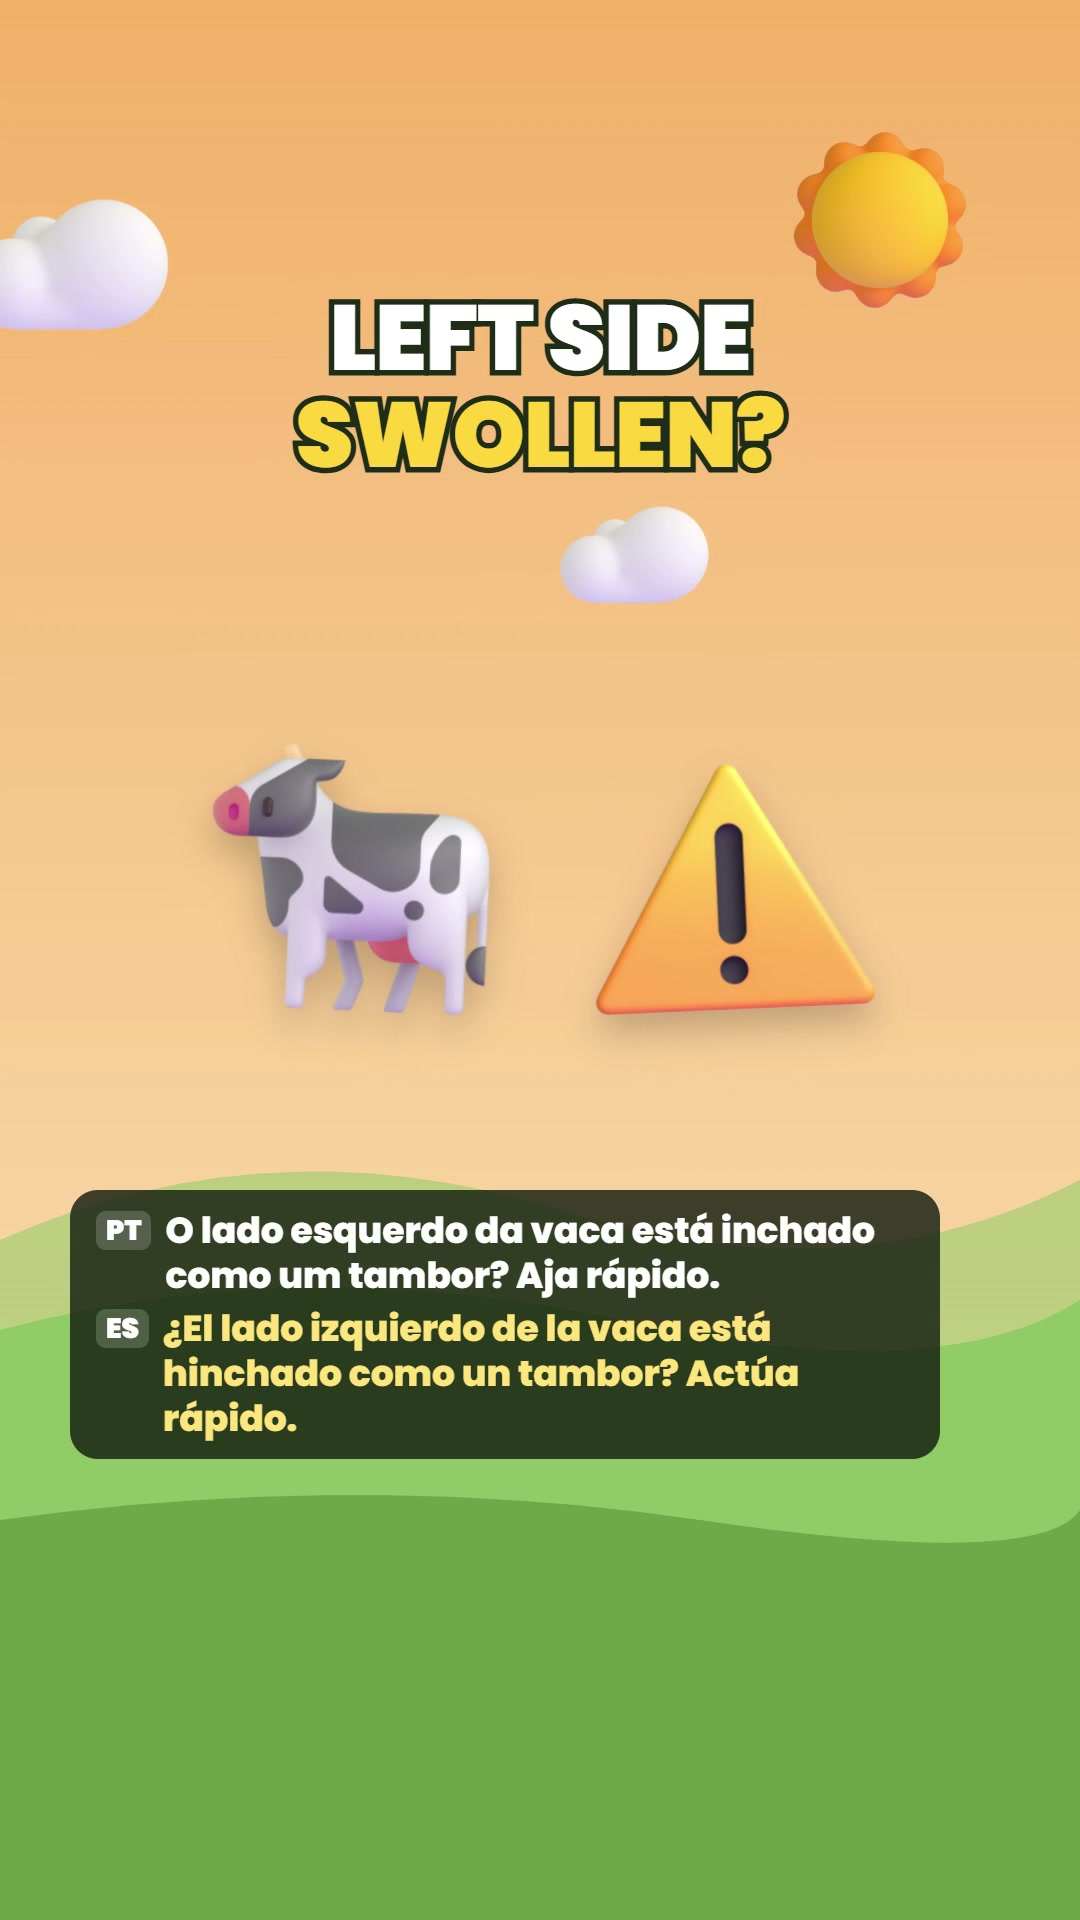 LEFT SIDE
SWOLLEN?
PT O lado esquerdo da vaca está inchado
como um tambor? Aja rápido.
ES ¿El lado izquierdo de la vaca está
hinchado como un tambor? Actúa
rápido.